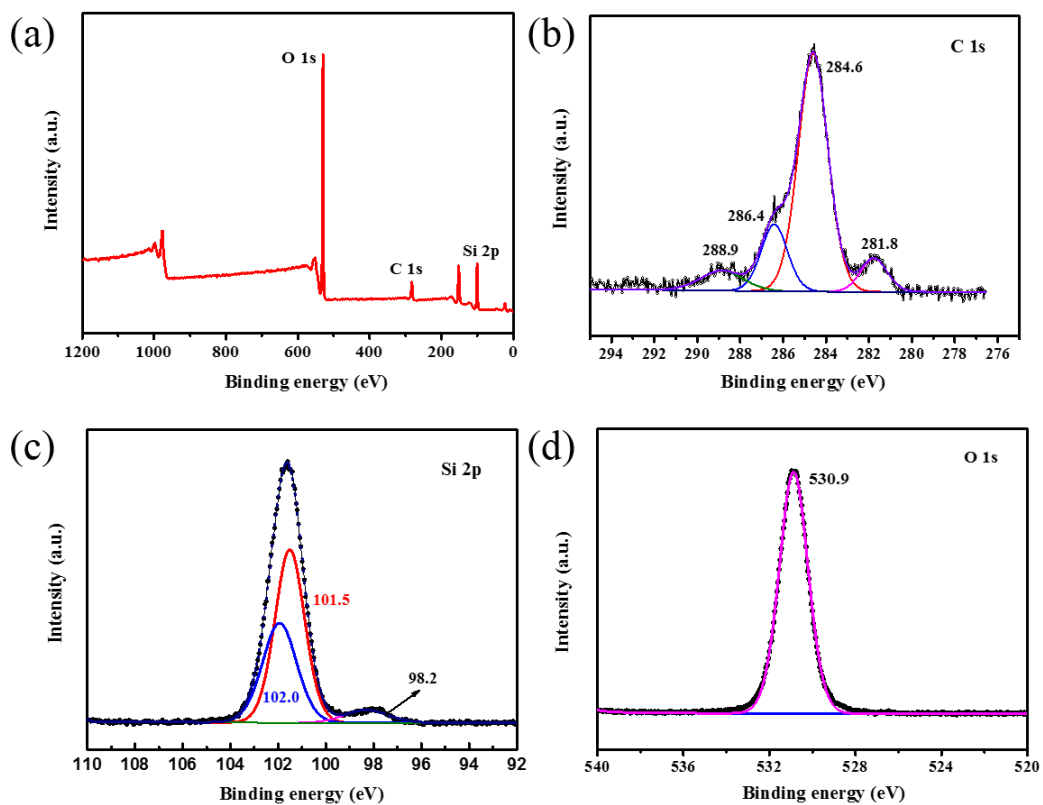 (a)
O 1s
C 1s
Si 2p
Intensity (a.u.)
1200 1000 800 600 400 200 0
Binding energy (eV)
(b)
C 1s
284.6
286.4
288.9
281.8
Intensity (a.u.)
294 292 290 288 286 284 282 280 278 276
Binding energy (eV)
(c)
Si 2p
101.5
102.0
98.2
Intensity (a.u.)
110 108 106 104 102 100 98 96 94 92
Binding energy (eV)
(d)
O 1s
530.9
Intensity (a.u.)
540 536 532 528 524 520
Binding energy (eV)